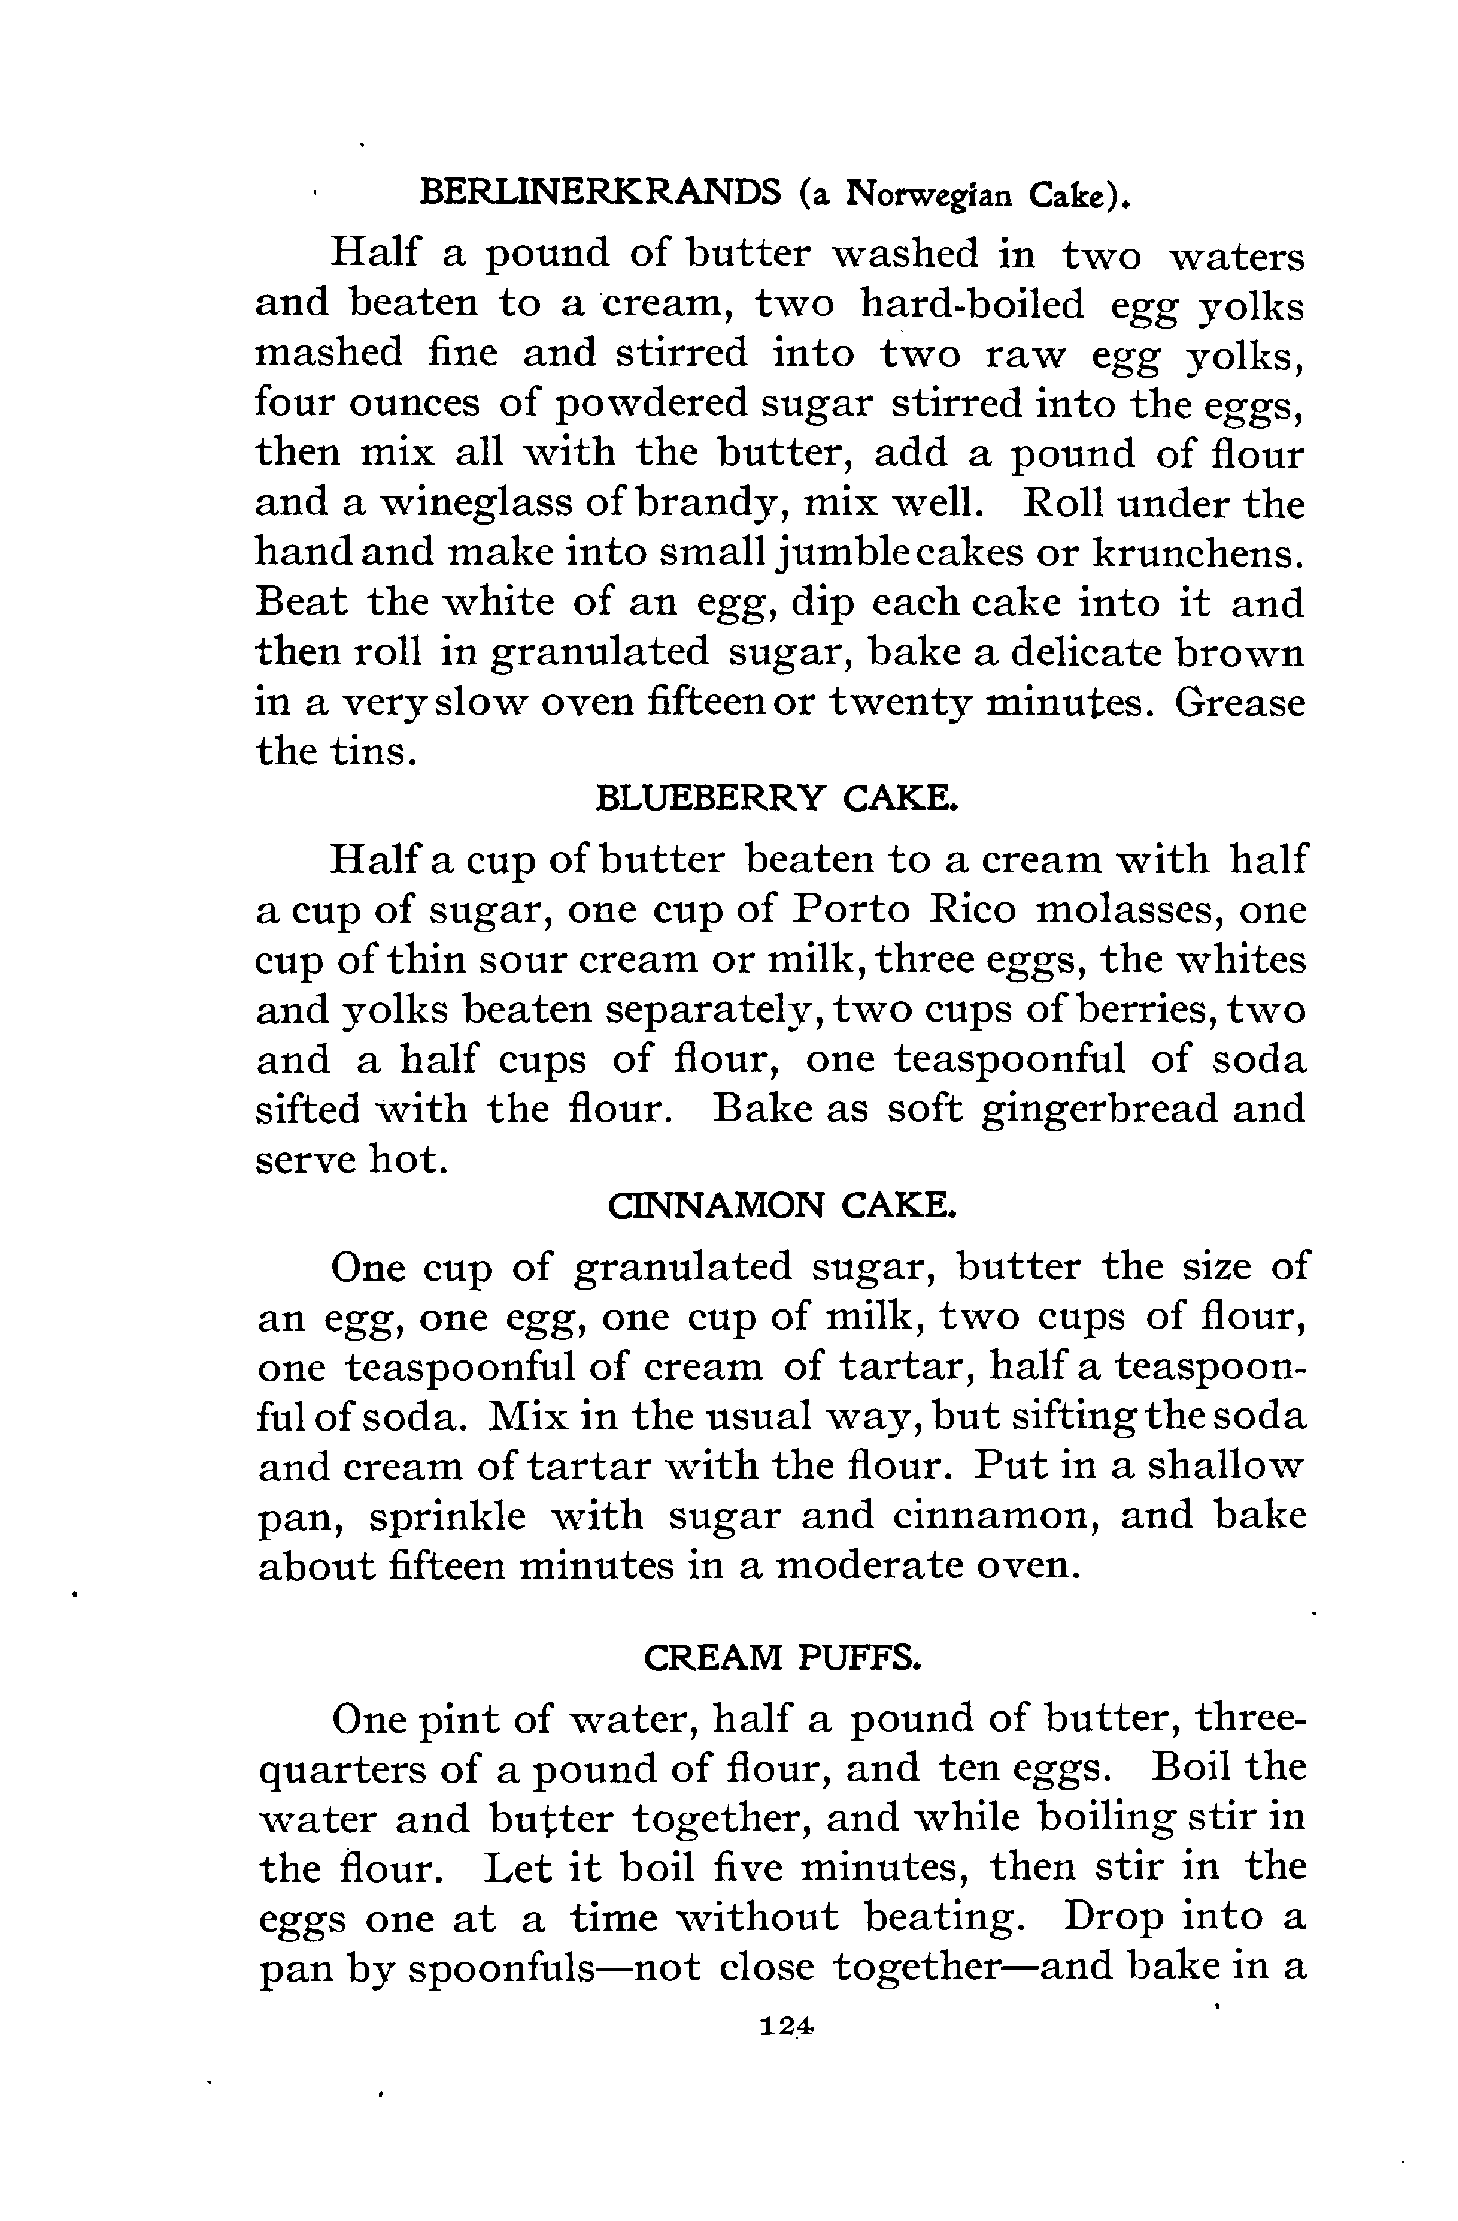 BERLINERKRANDS (a Norwegian Cake).
Half a pound of butter washed in two waters
and beaten to a cream, two hard-boiled egg yolks
mashed fine and stirred into two raw egg yolks,
four ounces of powdered sugar stirred into the eggs,
then mix all with the butter, add a pound of flour
and a wineglass of brandy, mix well. Roll under the
hand and make into small jumble cakes or krunchens.
Beat the white of an egg, dip each cake into it and
then roll in granulated sugar, bake a delicate brown
in a very slow oven fifteen or twenty minutes. Grease
the tins.
BLUEBERRY CAKE.
Half a cup of butter beaten to a cream with half
a cup of sugar, one cup of Porto Rico molasses, one
cup of thin sour cream or milk, three eggs, the whites
and yolks beaten separately, two cups of berries, two
and a half cups of flour, one teaspoonful of soda
sifted with the flour. Bake as soft gingerbread and
serve hot.
CINNAMON CAKE.
One cup of granulated sugar, butter the size of
an egg, one egg, one cup of milk, two cups of flour,
one teaspoonful of cream of tartar, half a teaspoon-
ful of soda. Mix in the usual way, but sifting the soda
and cream of tartar with the flour. Put in a shallow
pan, sprinkle with sugar and cinnamon, and bake
about fifteen minutes in a moderate oven.
CREAM PUFFS.
One pint of water, half a pound of butter, three-
quarters of a pound of flour, and ten eggs. Boil the
water and butter together, and while boiling stir in
the flour. Let it boil five minutes, then stir in the
eggs one at a time without beating. Drop into a
pan by spoonfuls—not close together—and bake in a
124